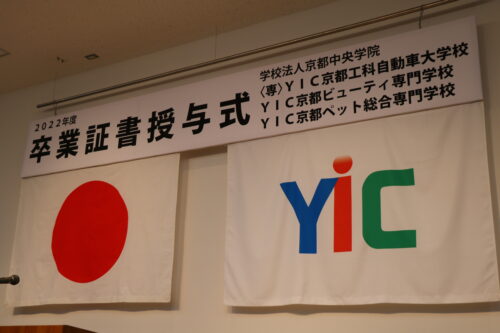 2022年度
卒業証書授与式
学校法人京都中央学院
〈専〉YIC京都工科自動車大学校
YIC京都ビューティ専門学校
YIC京都ペット総合専門学校
YiC